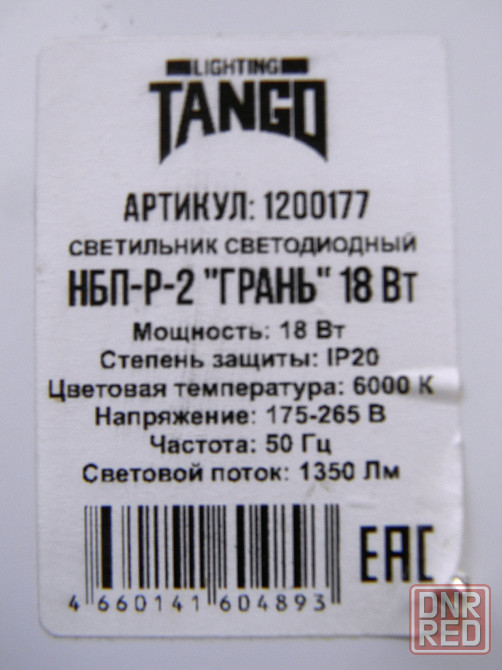 LIGHTING
TANGO
АРТИКУЛ: 1200177
СВЕТИЛЬНИК СВЕТОДИОДНЫЙ
НБП-Р-2 "ГРАНЬ" 18 Вт
Мощность: 18 Вт
Степень защиты: IP20
Цветовая температура: 6000 К
Напряжение: 175-265 В
Частота: 50 Гц
Световой поток: 1350 Лм
EAC
4 660141 604893
DNR
RED